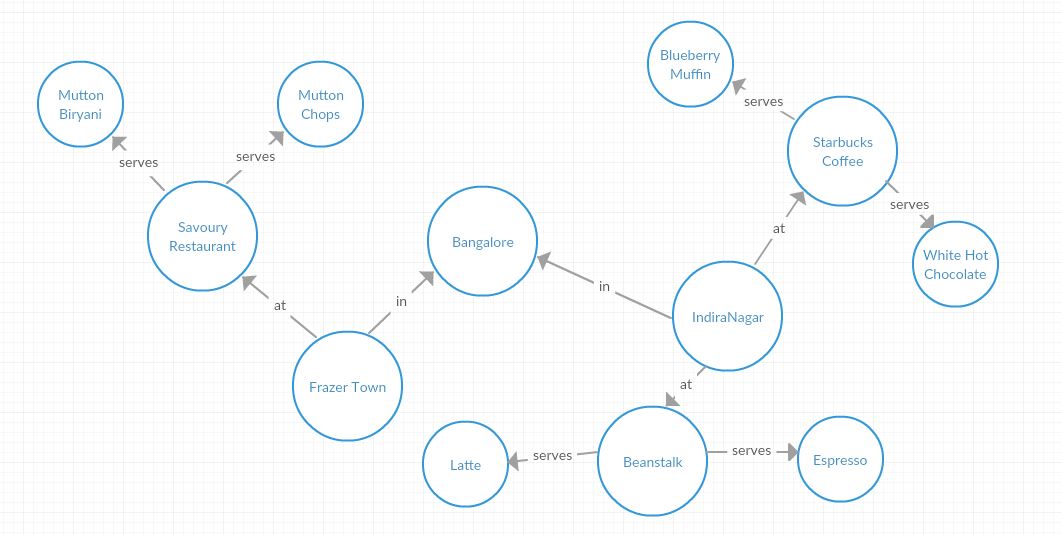 Blueberry
Muffin
Mutton
Biryani
Mutton
Chops
serves
Starbucks
Coffee
serves
serves
serves
Savoury
Restaurant
Bangalore
at
White Hot
Chocolate
at
in
in
IndiraNagar
Frazer Town
at
Latte
serves
Beanstalk
serves
Espresso